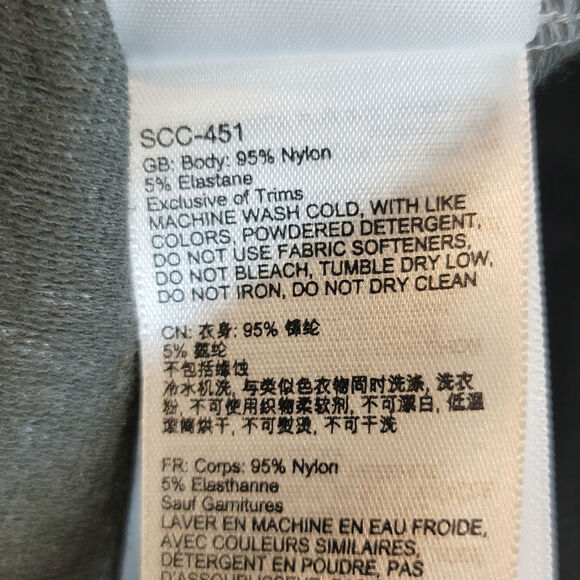 SCC-451
GB: Body: 95% Nylon
5% Elastane
Exclusive of Trims
MACHINE WASH COLD, WITH LIKE
COLORS, POWDERED DETERGENT,
DO NOT USE FABRIC SOFTENERS,
DO NOT BLEACH, TUMBLE DRY LOW,
DO NOT IRON, DO NOT DRY CLEAN
CN: 衣身: 95% 锦纶
5% 氨纶
不包括缘蚀
冷水机洗, 与类似色衣物同时洗涤, 洗衣
粉, 不可使用织物柔软剂, 不可漂白, 低温
滚筒烘干, 不可熨烫, 不可干洗
FR: Corps: 95% Nylon
5% Elasthanne
Sauf Garnitures
LAVER EN MACHINE EN EAU FROIDE,
AVEC COULEURS SIMILAIRES,
DÉTERGENT EN POUDRE, PAS